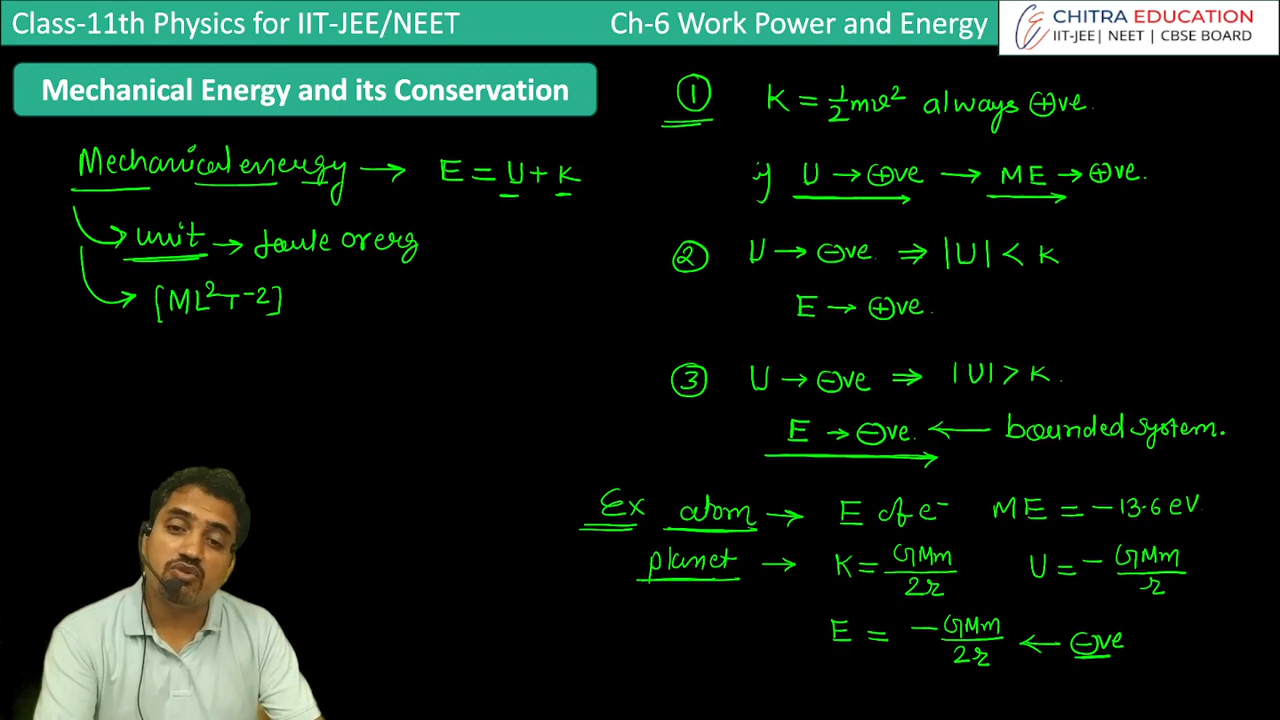 Class-11th Physics for IIT-JEE/NEET
Ch-6 Work Power and Energy
CHITRA EDUCATION
IIT-JEE| NEET | CBSE BOARD
Mechanical Energy and its Conservation
Mechanical energy → E = U + K
unit → Joule or erg
[ML²T-2]
① K = ½mv² always ⊕ve.
if U → ⊕ve → ME → ⊕ve.
② U → ⊖ve. ⇒ |U| < K
E → ⊕ve.
③ U → ⊖ve ⇒ |U| > K.
E → ⊖ve. ← bounded system.
Ex atom → E of e⁻ ME = -13.6 eV.
planet → K = GMm/2r U = - GMm/r
E = -GMm/2r ← ⊖ve